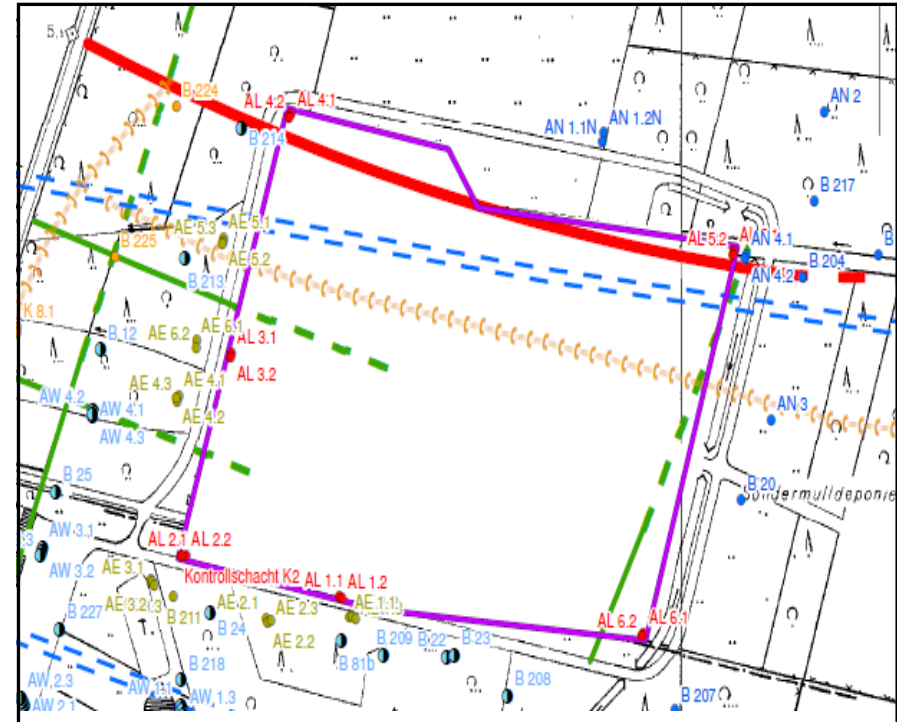 5,
B 224
AL 4.2
AL 4.1
B 214
AN 1.1N
AN 1.2N
AN 2
B 217
AE 5.3
AE 5.1
AE 5.2
B 225
B 213
AL 5.2
AN 4.1
AN 4.2
B 204
B
K 8.1
B 12
AE 6.2
AE 6.1
AL 3.1
AL 3.2
AE 4.3
AE 4.1
AE 4.2
AW 4.2
AW 4.1
AW 4.3
AN 3
B 25
B 20
Sondermülldeponie
AW 3.1
AW 3.2
.3
AL 2.1
AL 2.2
Kontrollschacht K2
AL 1.1
AL 1.2
AE 3.1
AE 3.2
B 211
AE 2.1
AE 2.3
AE 2.2
B 24
B 227
AL 6.2
AL 6.1
B 81b
B 209
B 22
B 23
B 218
B 208
B 207
AW 2.3
AW 2.1
AW 1.1
AW 1.3